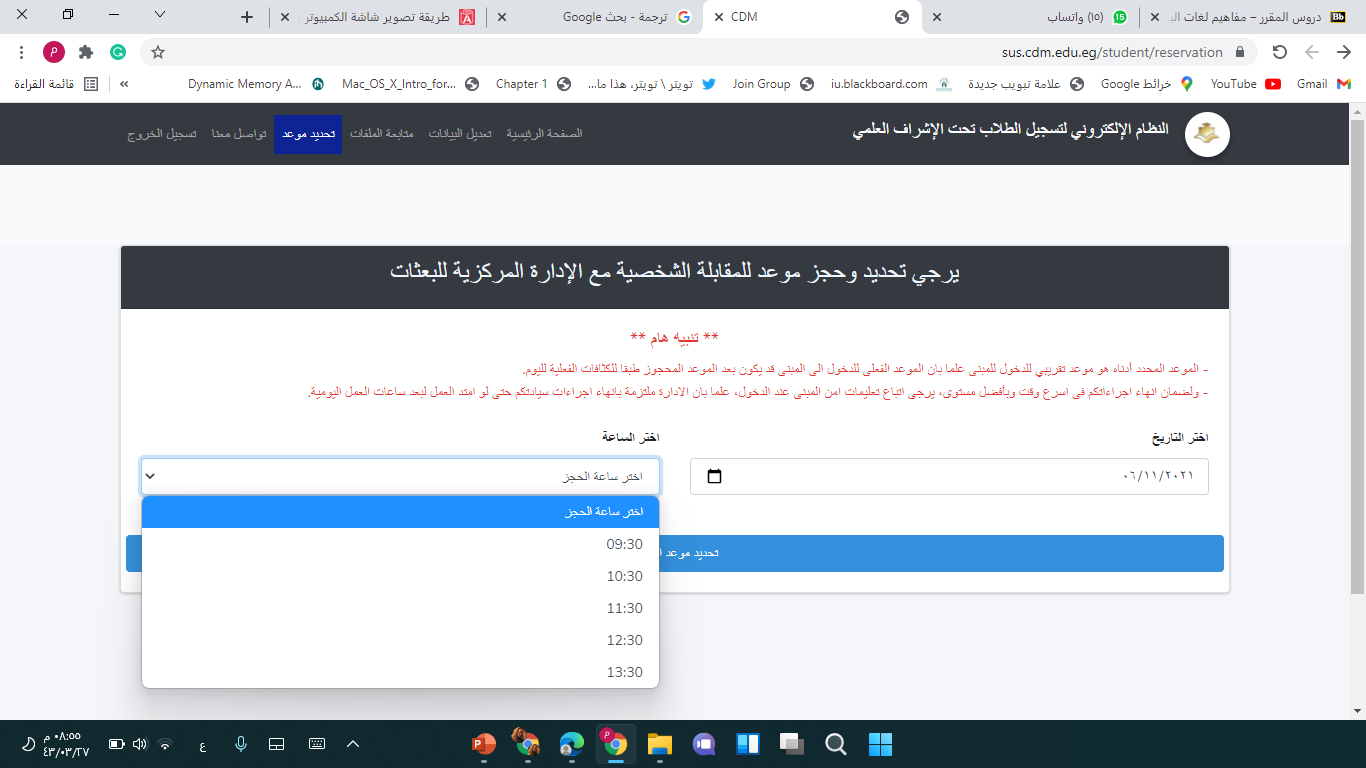 دروس المقرر – مفاهيم لغات الب
(١٥) واتساب
CDM
ترجمة - بحث Google
طريقة تصوير شاشة الكمبيوتر
sus.cdm.edu.eg/student/reservation
Gmail
YouTube
خرائط Google
علامة تبويب جديدة
iu.blackboard.com
Join Group
تويتر \ تويتر، هذا ما...
Chapter 1
Mac_OS_X_Intro_for...
Dynamic Memory A...
»
قائمة القراءة
النظام الإلكتروني لتسجيل الطلاب تحت الإشراف العلمي
الصفحة الرئيسية
تعديل البيانات
متابعة الملفات
تحديد موعد
تواصل معنا
تسجيل الخروج
يرجي تحديد وحجز موعد للمقابلة الشخصية مع الإدارة المركزية للبعثات
** تنبيه هام **
- الموعد المحدد أدناه هو موعد تقريبي للدخول للمبنى علما بان الموعد الفعلى للدخول الى المبنى قد يكون بعد الموعد المحجوز طبقا للكثافات الفعلية لليوم.
- ولضمان انهاء اجراءاتكم فى اسرع وقت وبأفضل مستوى، يرجى اتباع تعليمات امن المبنى عند الدخول، علما بان الادارة ملتزمة بانهاء اجراءات سيادتكم حتى لو امتد العمل لبعد ساعات العمل اليومية.
اختر التاريخ
٠٦/١١/٢٠٢١
اختر الساعة
اختر ساعة الحجز
اختر ساعة الحجز
09:30
10:30
11:30
12:30
13:30
تحديد موعد ا
ع
٠٨:٥٥ م
٤٣/٠٣/٢٧